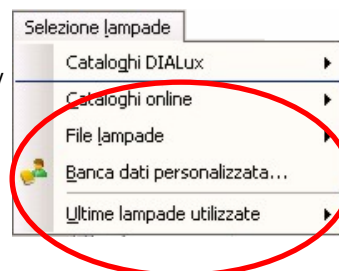 Selezione lampade
Cataloghi DIALux
Cataloghi online
File lampade
Banca dati personalizzata...
Ultime lampade utilizzate